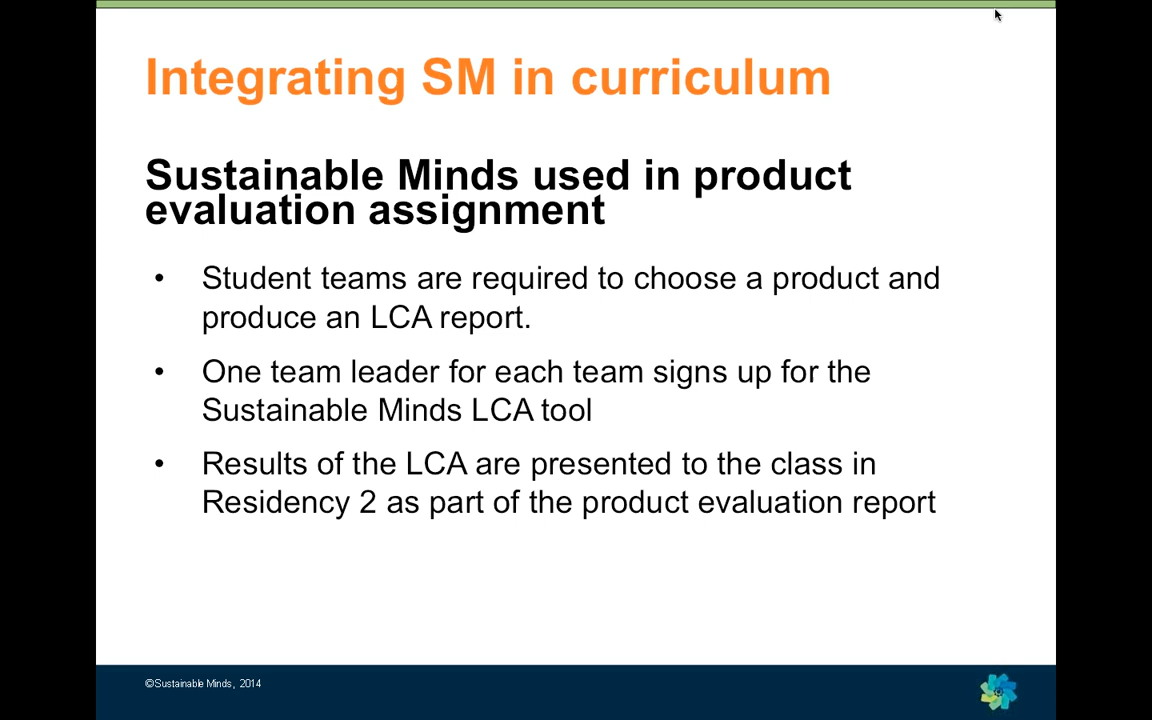 Integrating SM in curriculum
Sustainable Minds used in product
evaluation assignment
• Student teams are required to choose a product and
produce an LCA report.
• One team leader for each team signs up for the
Sustainable Minds LCA tool
• Results of the LCA are presented to the class in
Residency 2 as part of the product evaluation report
©Sustainable Minds, 2014